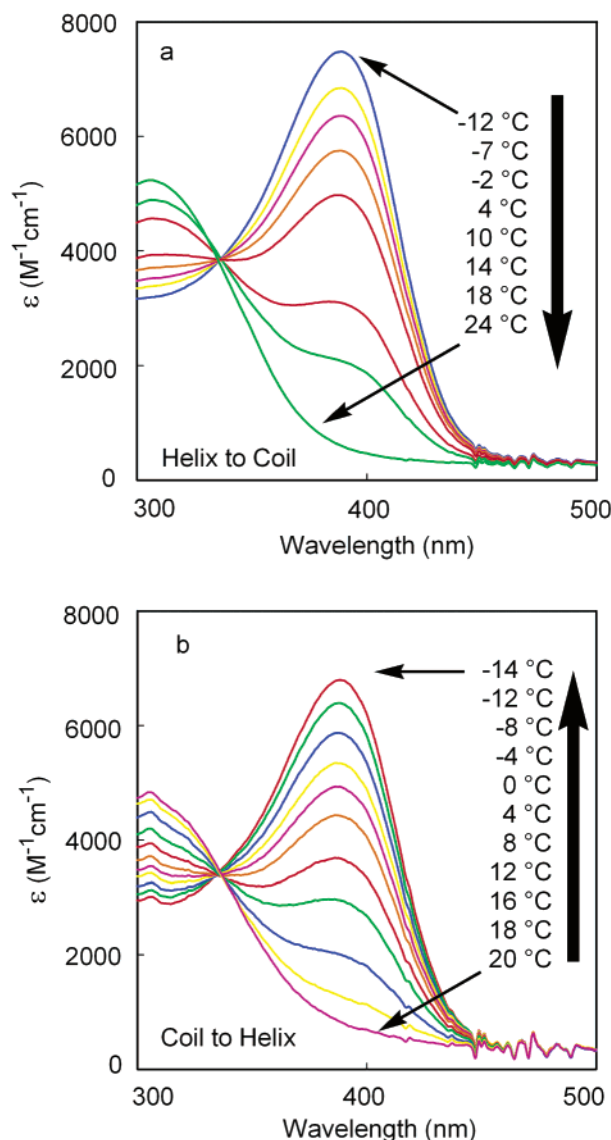 a
8000
6000
4000
2000
0
ε (M⁻¹cm⁻¹)
-12 °C
-7 °C
-2 °C
4 °C
10 °C
14 °C
18 °C
24 °C
Helix to Coil
300
400
500
Wavelength (nm)
b
8000
6000
4000
2000
0
ε (M⁻¹cm⁻¹)
-14 °C
-12 °C
-8 °C
-4 °C
0 °C
4 °C
8 °C
12 °C
16 °C
18 °C
20 °C
Coil to Helix
300
400
500
Wavelength (nm)